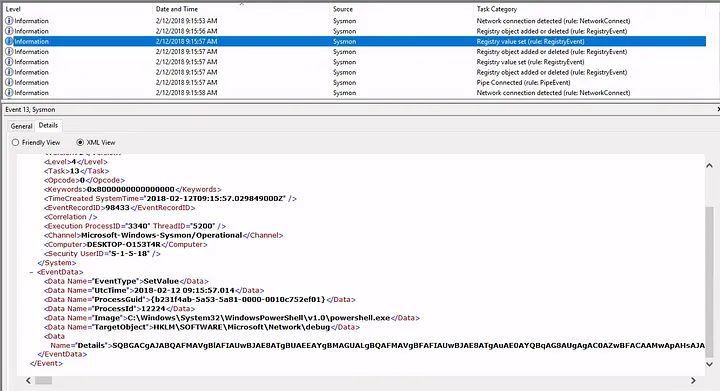 Level Date and Time Source Task Category
Information 2/12/2018 9:15:53 AM Sysmon Network connection detected (rule: NetworkConnect)
Information 2/12/2018 9:15:56 AM Sysmon Registry object added or deleted (rule: RegistryEvent)
Information 2/12/2018 9:15:57 AM Sysmon Registry value set (rule: RegistryEvent)
Information 2/12/2018 9:15:57 AM Sysmon Registry object added or deleted (rule: RegistryEvent)
Information 2/12/2018 9:15:57 AM Sysmon Registry value set (rule: RegistryEvent)
Information 2/12/2018 9:15:57 AM Sysmon Registry object added or deleted (rule: RegistryEvent)
Information 2/12/2018 9:15:57 AM Sysmon Pipe Connected (rule: PipeEvent)
Information 2/12/2018 9:15:58 AM Sysmon Network connection detected (rule: NetworkConnect)
Event 13, Sysmon
General Details
Friendly View XML View
<Level>4</Level>
<Task>13</Task>
<Opcode>0</Opcode>
<Keywords>0x8000000000000000</Keywords>
<TimeCreated SystemTime="2018-02-12T09:15:57.029849000Z" />
<EventRecordID>98433</EventRecordID>
<Correlation />
<Execution ProcessID="3340" ThreadID="5200" />
<Channel>Microsoft-Windows-Sysmon/Operational</Channel>
<Computer>DESKTOP-O153T4R</Computer>
<Security UserID="S-1-5-18" />
</System>
- <EventData>
<Data Name="EventType">SetValue</Data>
<Data Name="UtcTime">2018-02-12 09:15:57.014</Data>
<Data Name="ProcessGuid">{b231f4ab-5a53-5a81-0000-0010c752ef01}</Data>
<Data Name="ProcessId">12224</Data>
<Data Name="Image">C:\Windows\System32\WindowsPowerShell\v1.0\powershell.exe</Data>
<Data Name="TargetObject">HKLM\SOFTWARE\Microsoft\Network\debug</Data>
<Data
Name="Details">
</EventData>
</Event>